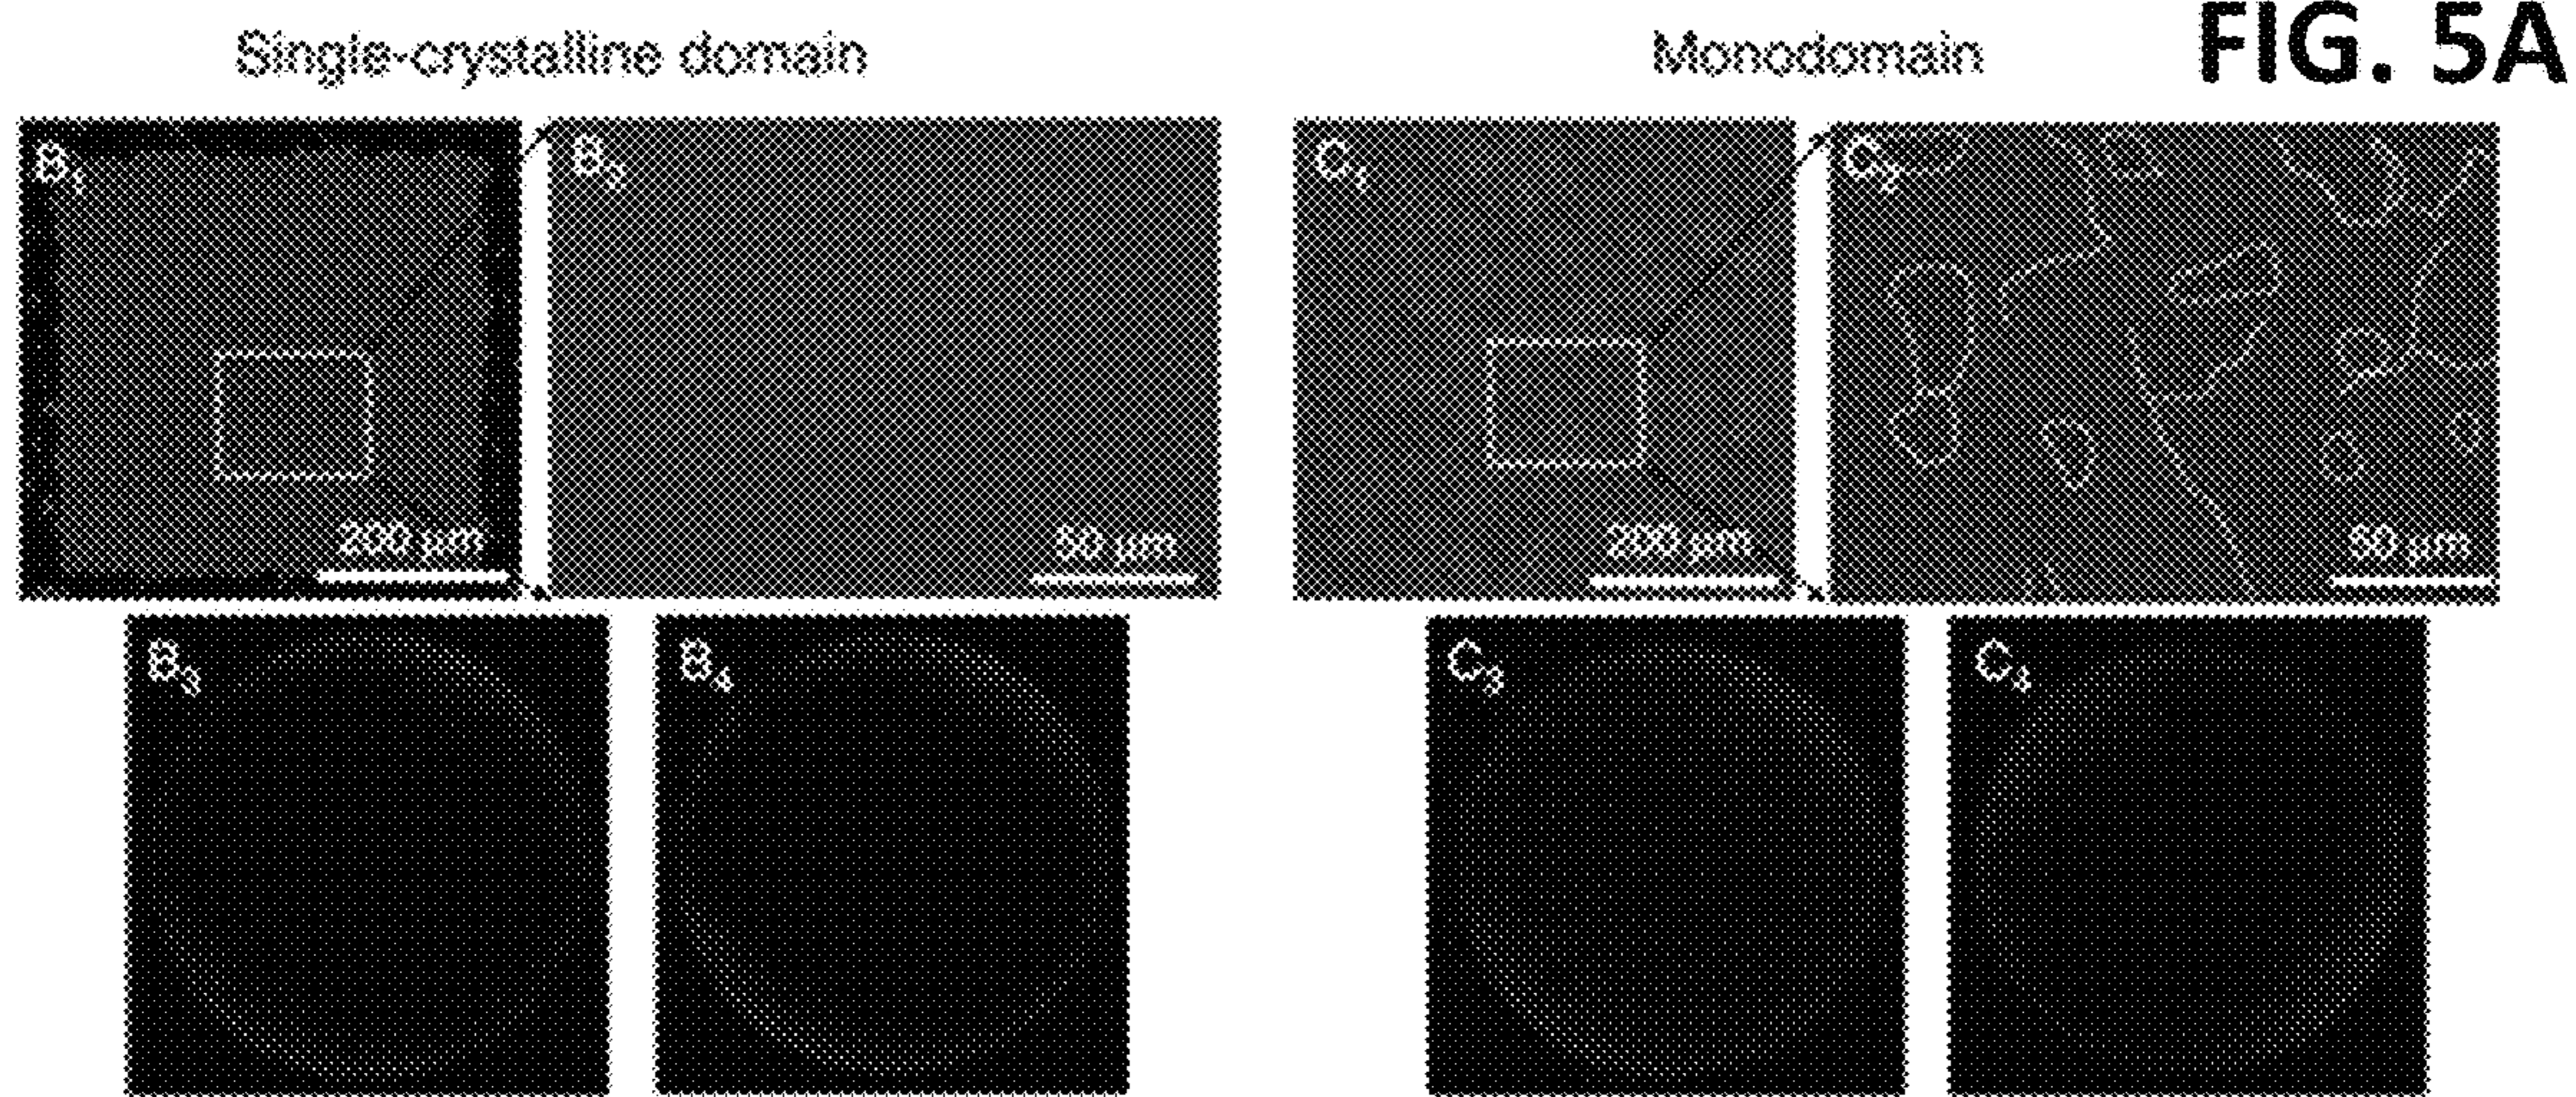 FIG. 5A
Single-crystalline domain
Monodomain
B1
200 µm
B2
50 µm
C1
200 µm
C2
50 µm
B3
B4
C3
C4